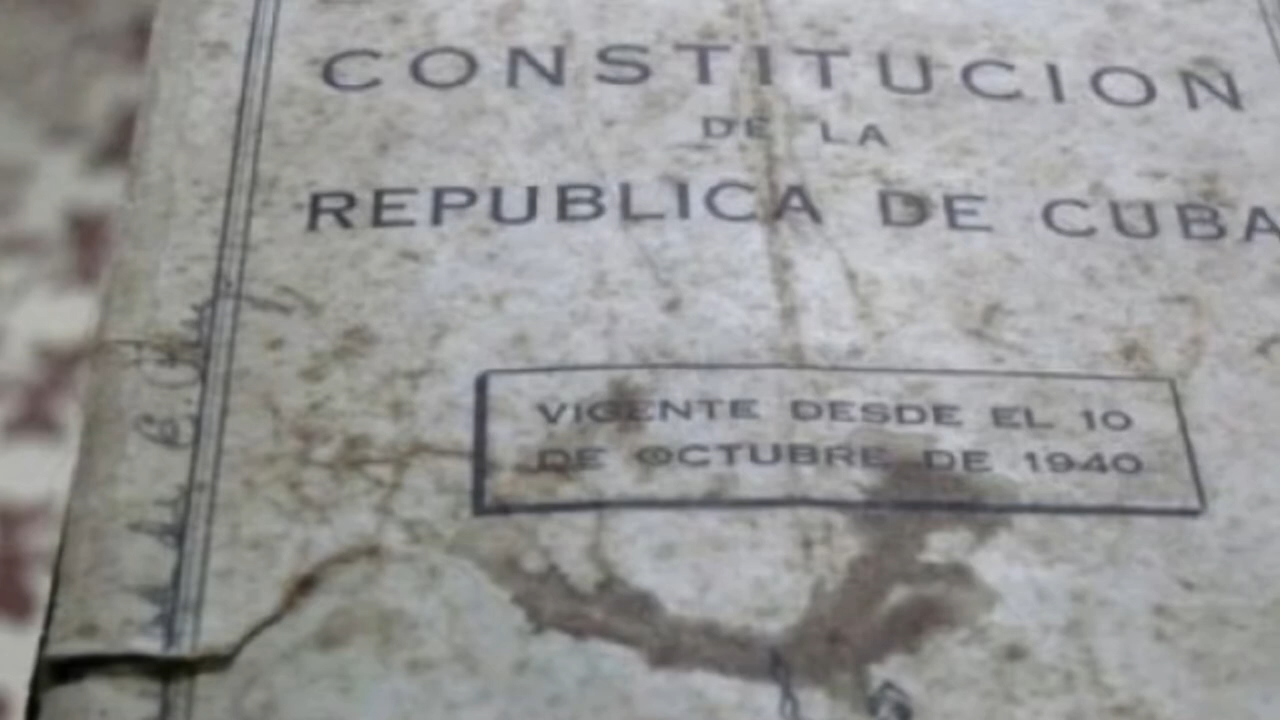 CONSTITUCION
DE LA
REPUBLICA DE CUBA
VIGENTE DESDE EL 10
DE OCTUBRE DE 1940